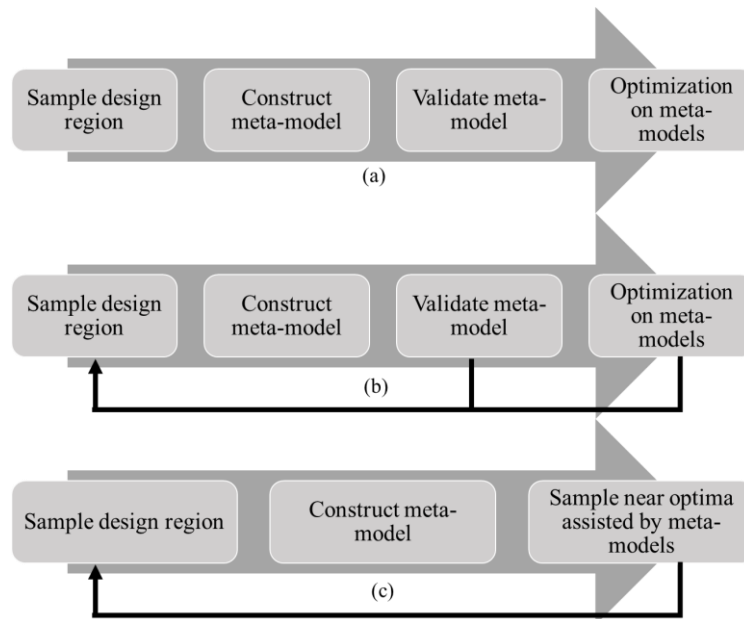 Sample design
region
Construct
meta-model
Validate meta-
model
Optimization
on meta-
models
(a)
Sample design
region
Construct
meta-model
Validate meta-
model
Optimization
on meta-
models
(b)
Sample design region
Construct meta-
model
Sample near optima
assisted by meta-
models
(c)